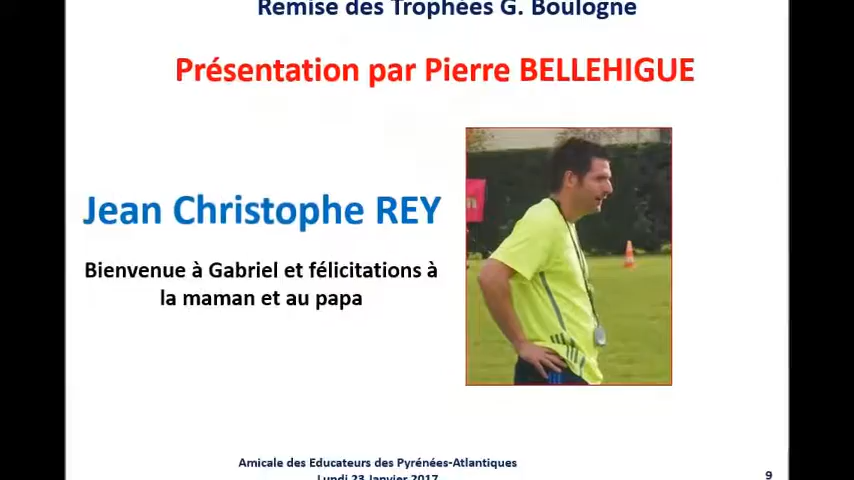 Remise des Trophées G. Boulogne
Présentation par Pierre BELLEHIGUE
Jean Christophe REY
Bienvenue à Gabriel et félicitations à
la maman et au papa
Amicale des Educateurs des Pyrénées-Atlantiques
Lundi 23 Janvier 2017
9